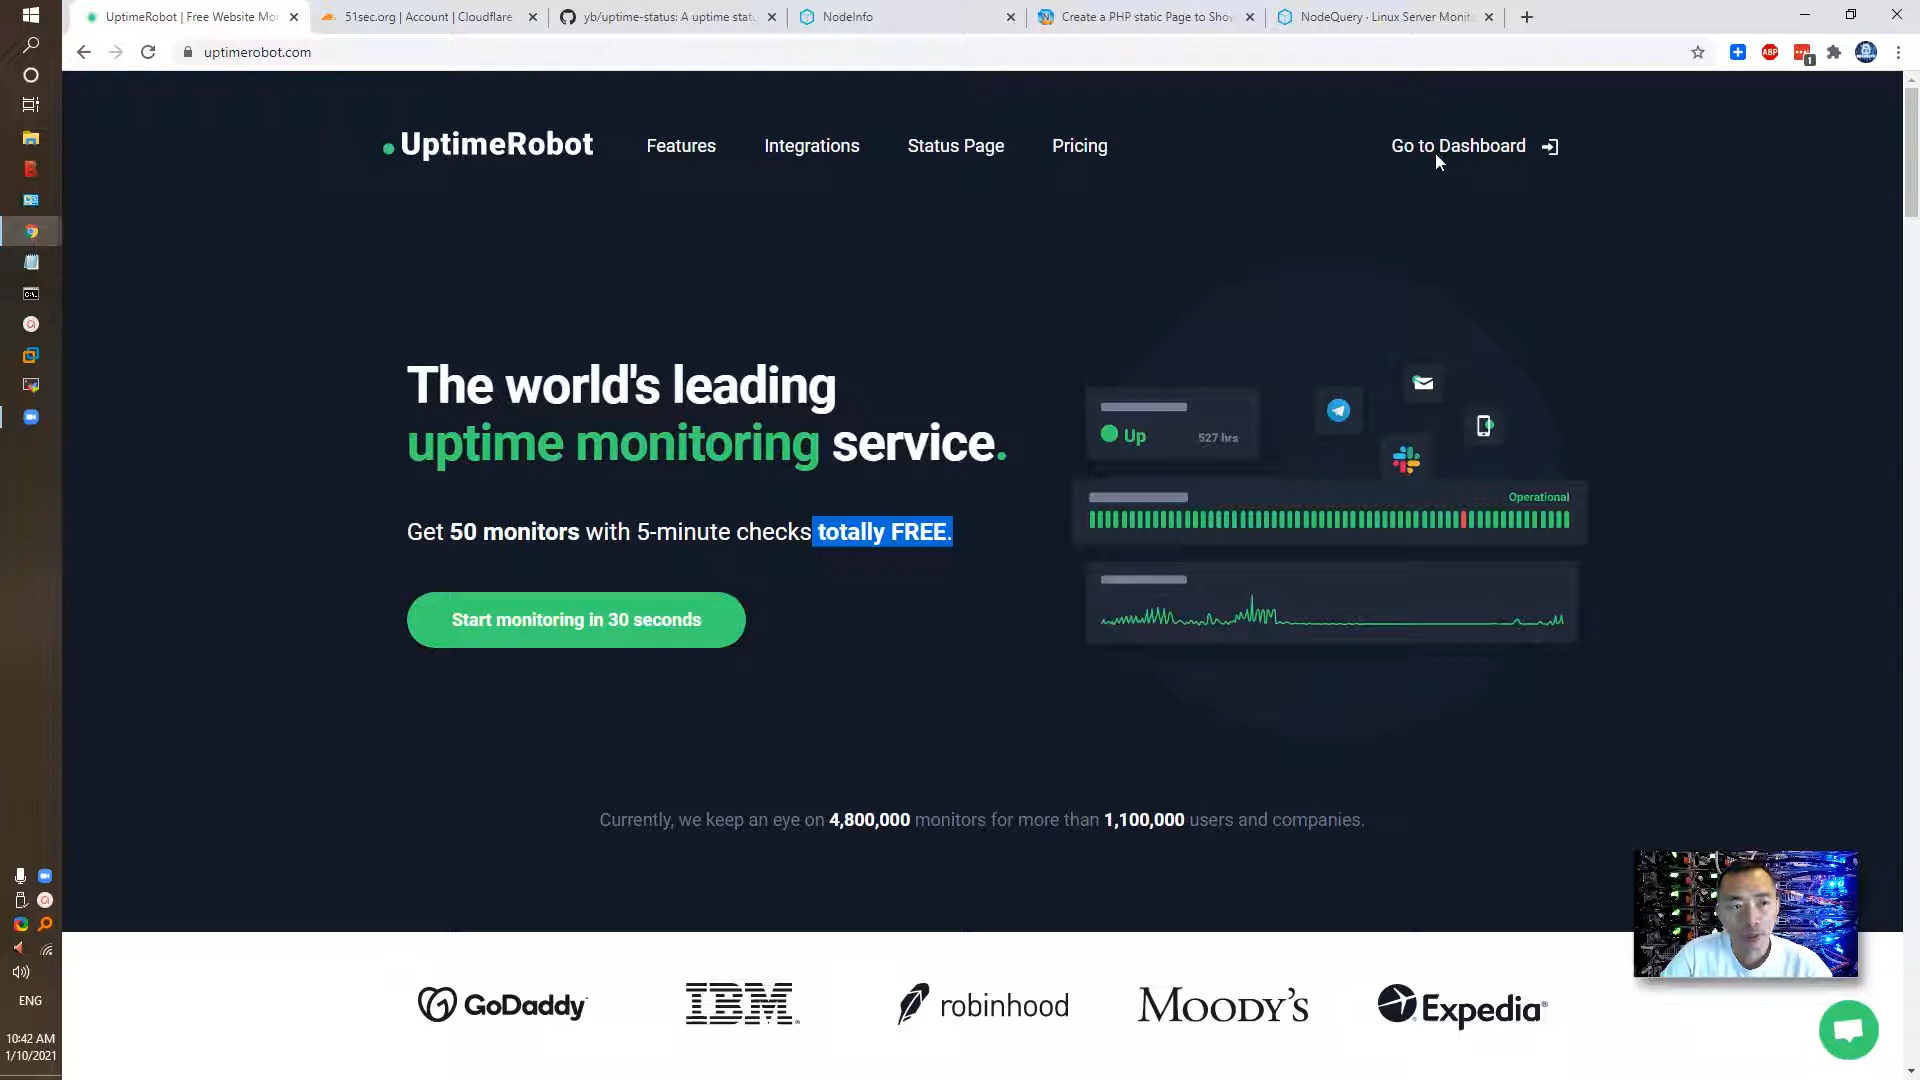 UptimeRobot | Free Website Mo
51sec.org | Account | Cloudflare
yb/uptime-status: A uptime stat
NodeInfo
Create a PHP static Page to Sho
NodeQuery · Linux Server Monit
uptimerobot.com
ABP
1
UptimeRobot
Features
Integrations
Status Page
Pricing
Go to Dashboard
The world's leading
uptime monitoring service.
Get 50 monitors with 5-minute checks totally FREE.
Start monitoring in 30 seconds
Up
527 hrs
Operational
Currently, we keep an eye on 4,800,000 monitors for more than 1,100,000 users and companies.
GoDaddy
IBM
robinhood
MOODY'S
Expedia
ENG
10:42 AM
1/10/2021